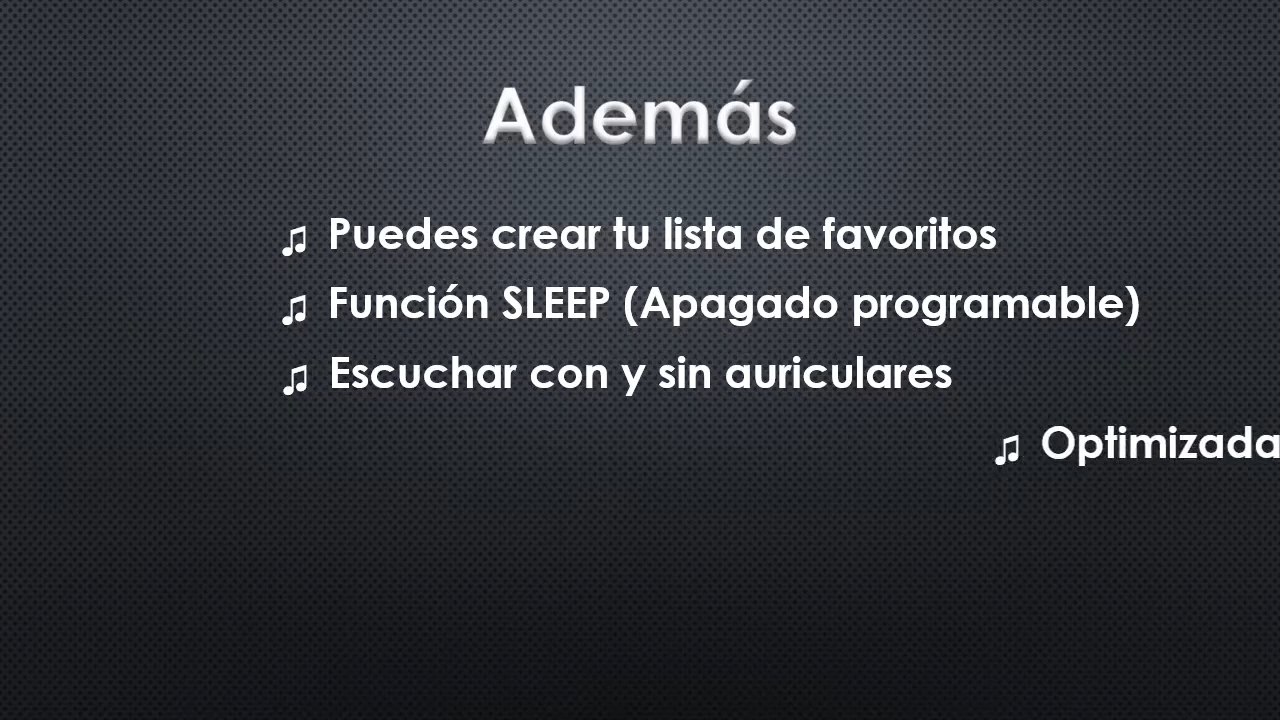 Además
♫ Puedes crear tu lista de favoritos
♫ Función SLEEP (Apagado programable)
♫ Escuchar con y sin auriculares
♫ Optimizada